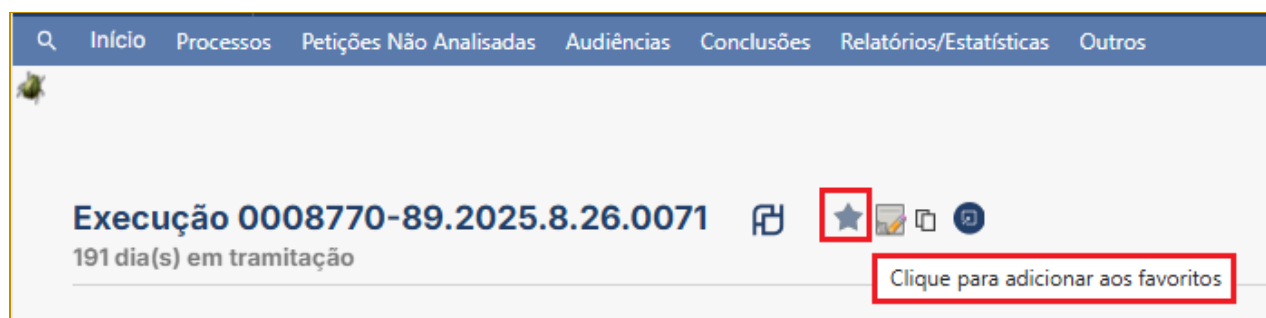 Início Processos Petições Não Analisadas Audiências Conclusões Relatórios/Estatísticas Outros
Execução 0008770-89.2025.8.26.0071
191 dia(s) em tramitação
Clique para adicionar aos favoritos